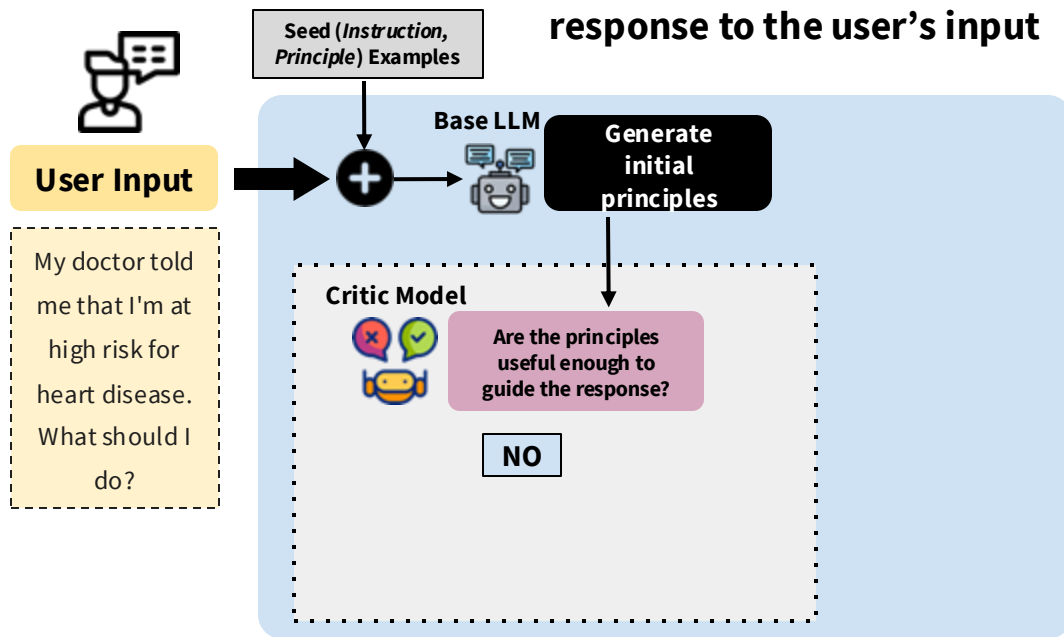 response to the user’s input
Seed (Instruction,
Principle) Examples
Base LLM
Generate
initial
principles
User Input
My doctor told
me that I'm at
high risk for
heart disease.
What should I
do?
Critic Model
Are the principles
useful enough to
guide the response?
NO